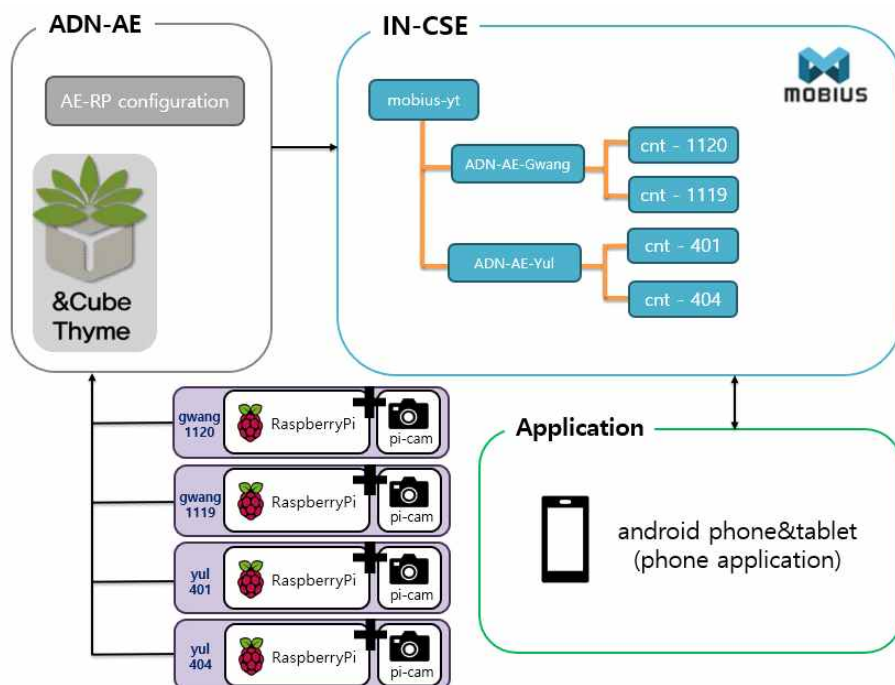 ADN-AE
AE-RP configuration
&Cube
Thyme
IN-CSE
MOBIUS
mobius-yt
ADN-AE-Gwang
cnt - 1120
cnt - 1119
ADN-AE-Yul
cnt - 401
cnt - 404
gwang
1120
RaspberryPi
pi-cam
gwang
1119
RaspberryPi
pi-cam
yul
401
RaspberryPi
pi-cam
yul
404
RaspberryPi
pi-cam
Application
android phone&tablet
(phone application)